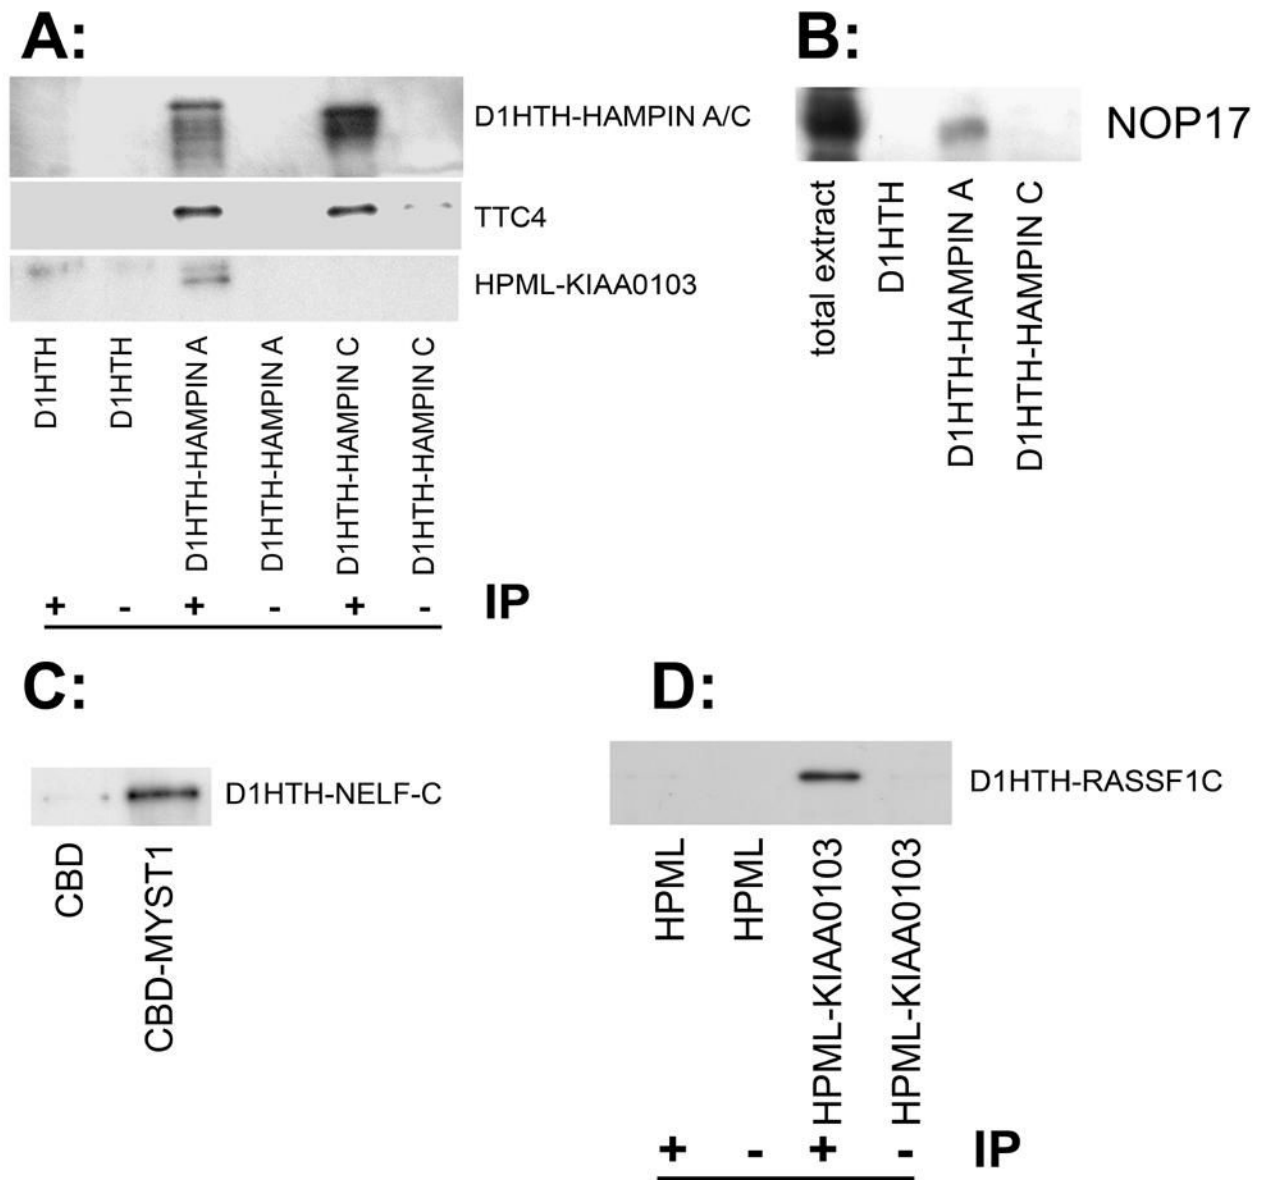 A:
D1HTH-HAMPIN A/C
TTC4
HPML-KIAA0103
D1HTH
D1HTH
D1HTH-HAMPIN A
D1HTH-HAMPIN A
D1HTH-HAMPIN C
D1HTH-HAMPIN C
+ - + - + - IP
B:
NOP17
total extract
D1HTH
D1HTH-HAMPIN A
D1HTH-HAMPIN C
C:
D1HTH-NELF-C
CBD
CBD-MYST1
D:
D1HTH-RASSF1C
HPML
HPML
HPML-KIAA0103
HPML-KIAA0103
+ - + - IP